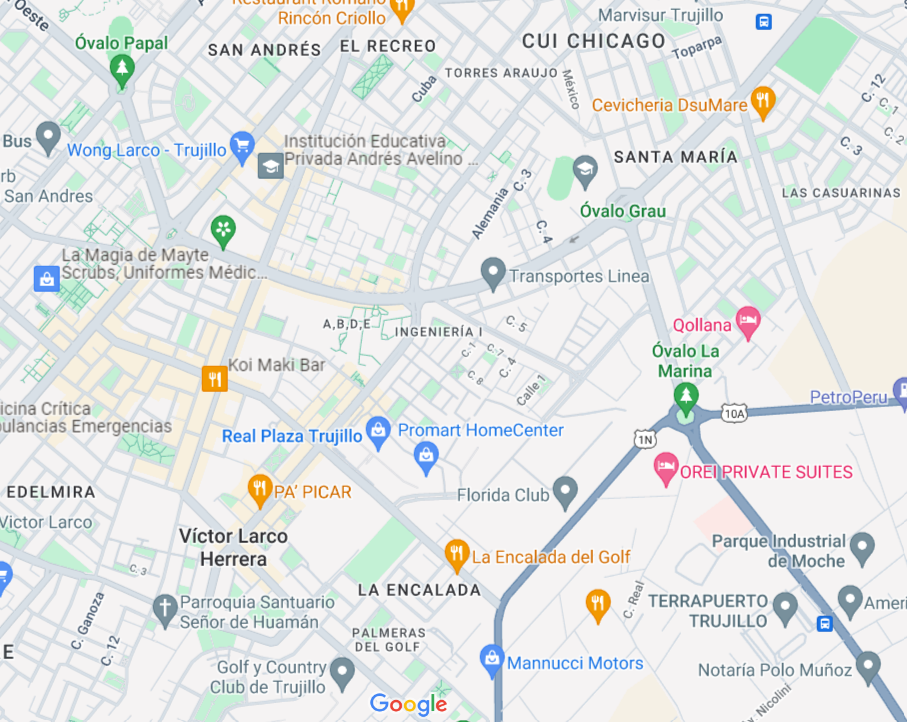 Oeste
Restaurant Romano
Rincón Criollo
Marvisur Trujillo
Óvalo Papal
SAN ANDRÉS
EL RECREO
CUI CHICAGO
Toparpa
TORRES ARAUJO
Cuba
México
C. 12
C. 1
C. 2
Cevicheria DsuMare
C. 3
Bus
Wong Larco - Trujillo
Institución Educativa
Privada Andrés Avelino ...
SANTA MARÍA
San Andres
C. 3
Alemania
LAS CASUARINAS
Óvalo Grau
C. 4
La Magia de Mayte
Scrubs, Uniformes Médic...
Transportes Linea
A,B,D,E
INGENIERÍA I
C. 5
Qollana
C. 1
C. 7
C. 4
C. 8
Óvalo La
Marina
Koi Maki Bar
Calle 1
PetroPeru
icina Crítica
bulancias Emergencias
10A
Real Plaza Trujillo
Promart HomeCenter
1N
OREI PRIVATE SUITES
EDELMIRA
PA' PICAR
Florida Club
Victor Larco
Víctor Larco
Herrera
Parque Industrial
de Moche
La Encalada del Golf
C. 3
LA ENCALADA
C. Real
TERRAPUERTO
TRUJILLO
Ameri
Parroquia Santuario
Señor de Huamán
C. Ganoza
C. 12
PALMERAS
DEL GOLF
E
Golf y Country
Club de Trujillo
Mannucci Motors
Notaría Polo Muñoz
Google
Av. Nicolini